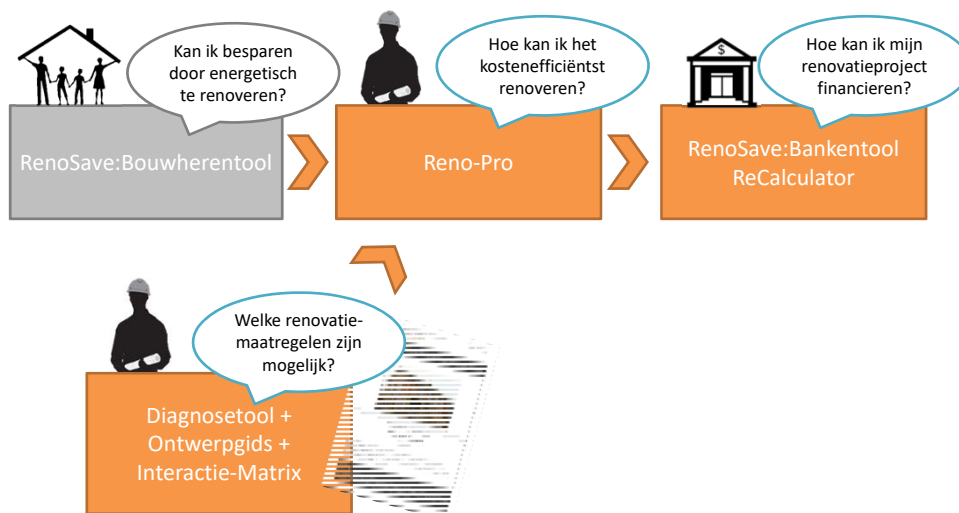 Kan ik besparen
door energetisch
te renoveren?
RenoSave:Bouwherentool
Hoe kan ik het
kostenefficiëntst
renoveren?
Reno-Pro
$
Hoe kan ik mijn
renovatieproject
financieren?
RenoSave:Bankentool
ReCalculator
Welke renovatie-
maatregelen zijn
mogelijk?
Diagnosetool +
Ontwerpgids +
Interactie-Matrix